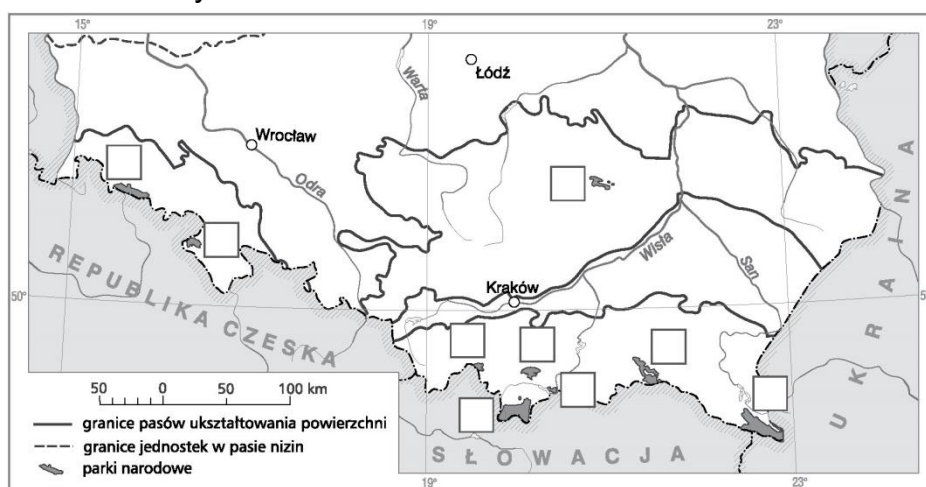 15°
19°
23°
Łódź
Warta
Wrocław
Odra
Wisła
San
Kraków
50°
5
REPUBLIKA CZESKA
UKRAINA
SŁOWACJA
50 0 50 100 km
granice pasów ukształtowania powierzchni
granice jednostek w pasie nizin
parki narodowe
19°
23°